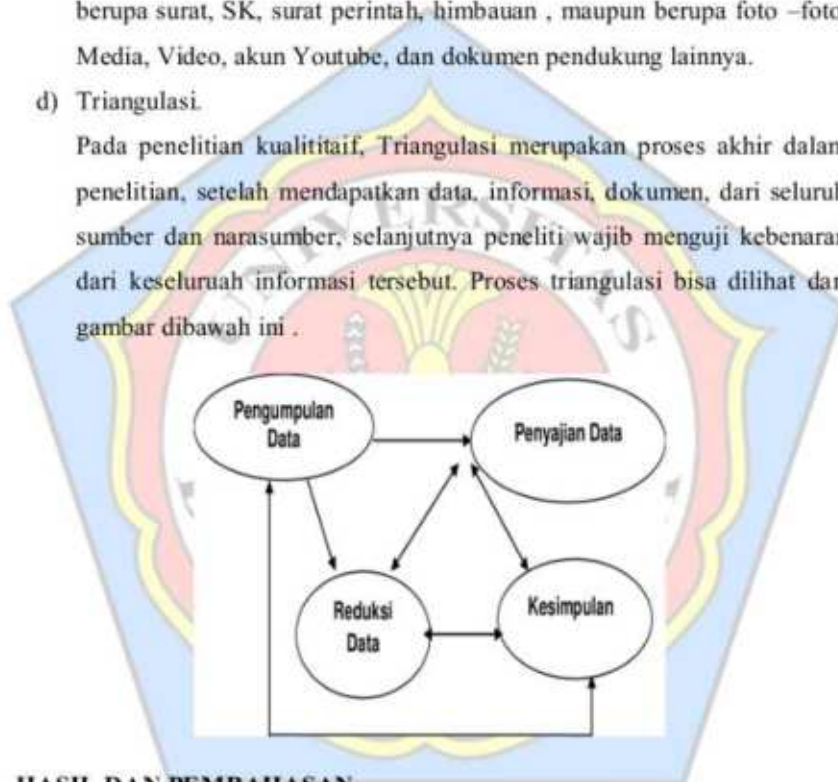 berupa surat, SK, surat perintah, himbauan , maupun berupa foto –foto
Media, Video, akun Youtube, dan dokumen pendukung lainnya.
d) Triangulasi.
Pada penelitian kualititaif, Triangulasi merupakan proses akhir dalam
penelitian, setelah mendapatkan data, informasi, dokumen, dari seluruh
sumber dan narasumber, selanjutnya peneliti wajib menguji kebenaran
dari keseluruah informasi tersebut. Proses triangulasi bisa dilihat dari
gambar dibawah ini .
UNIVERSITAS
Pengumpulan
Data
Penyajian Data
Reduksi
Data
Kesimpulan
HASIL DAN PEMBAHASAN